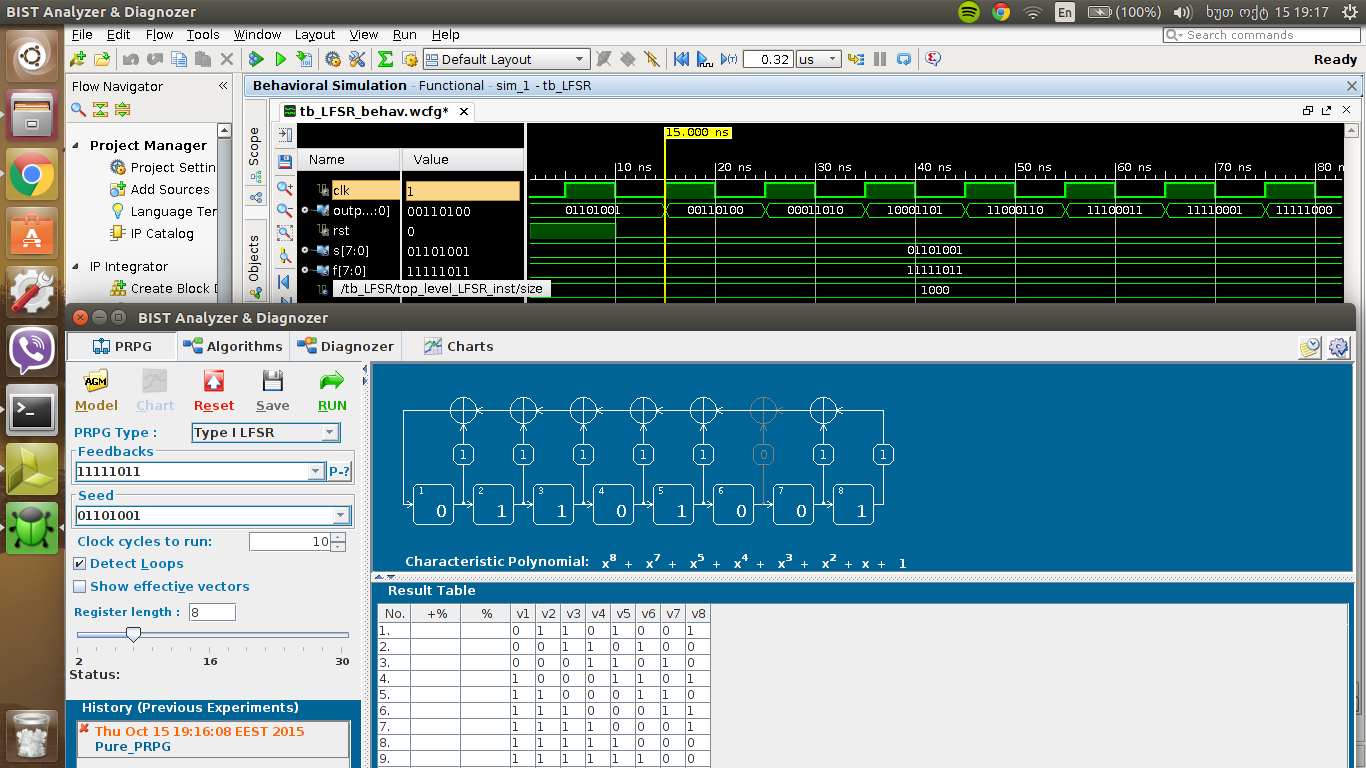 BIST Analyzer & Diagnozer
En (100%) ხუთ ოქტ 15 19:17
File Edit Flow Tools Window Layout View Run Help
Search commands
Default Layout 0.32 us Ready
Flow Navigator «
Behavioral Simulation - Functional - sim_1 - tb_LFSR
tb_LFSR_behav.wcfg*
Project Manager
Project Settin
Add Sources
Language Ter
IP Catalog
IP Integrator
Create Block D
Scope
Objects
Name Value
clk 1
outp...:0] 00110100
rst 0
s[7:0] 01101001
f[7:0] 11111011
/tb_LFSR/top_level_LFSR_inst/size
15.000 ns
10 ns 20 ns 30 ns 40 ns 50 ns 60 ns 70 ns 80 n
01101001 00110100 00011010 10001101 11000110 11100011 11110001 11111000
01101001
11111011
1000
BIST Analyzer & Diagnozer
PRPG Algorithms Diagnozer Charts
AGM
Model Chart Reset Save RUN
PRPG Type : Type I LFSR
Feedbacks
11111011 P-?
Seed
01101001
Clock cycles to run: 10
Detect Loops
Show effective vectors
Register length : 8
2 16 30
Status:
History (Previous Experiments)
Thu Oct 15 19:16:08 EEST 2015
Pure_PRPG
1 1 1 1 1 0 1 1
1 2 3 4 5 6 7 8
0 1 1 0 1 0 0 1
Characteristic Polynomial: x⁸ + x⁷ + x⁵ + x⁴ + x³ + x² + x + 1
Result Table
No. +% % v1 v2 v3 v4 v5 v6 v7 v8
1. 0 1 1 0 1 0 0 1
2. 0 0 1 1 0 1 0 0
3. 0 0 0 1 1 0 1 0
4. 1 0 0 0 1 1 0 1
5. 1 1 0 0 0 1 1 0
6. 1 1 1 0 0 0 1 1
7. 1 1 1 1 0 0 0 1
8. 1 1 1 1 1 0 0 0
9. 1 1 1 1 1 1 0 0